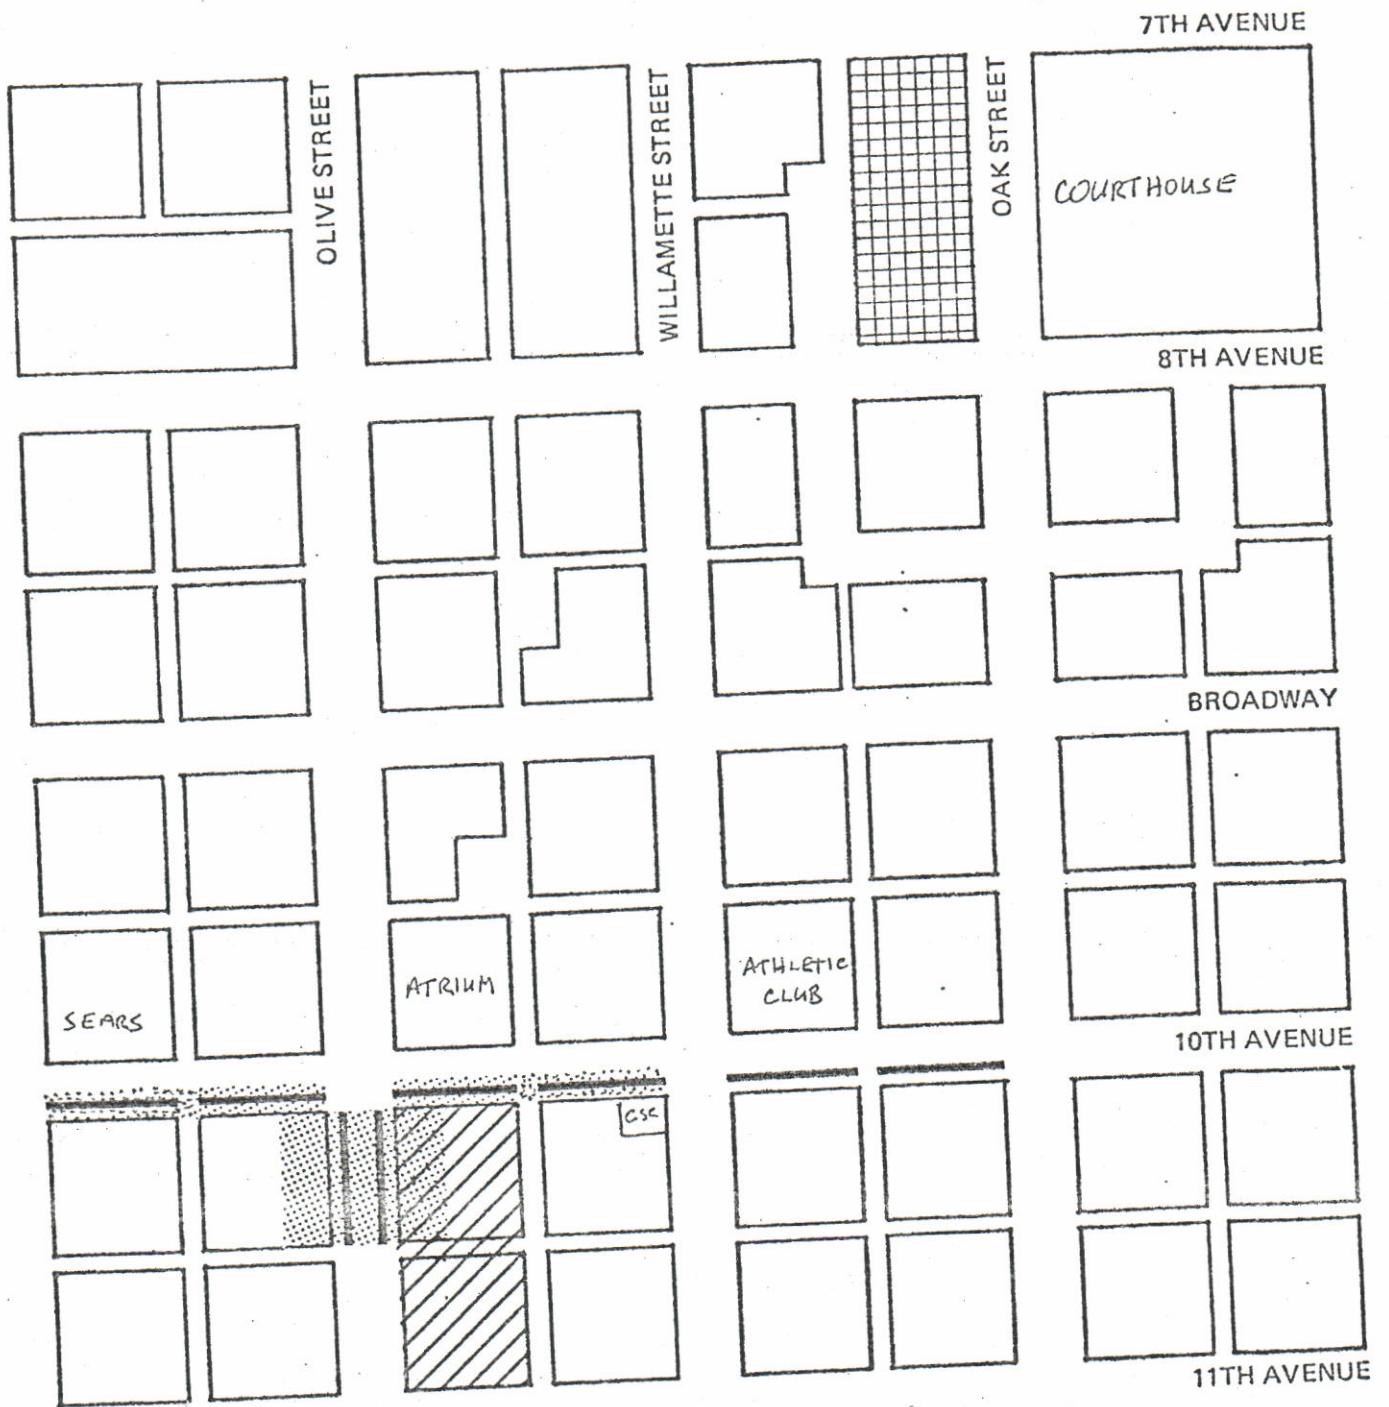 7TH AVENUE
OLIVE STREET
WILLAMETTE STREET
OAK STREET
COURTHOUSE
8TH AVENUE
BROADWAY
SEARS
ATRIUM
ATHLETIC
CLUB
10TH AVENUE
CSC
11TH AVENUE